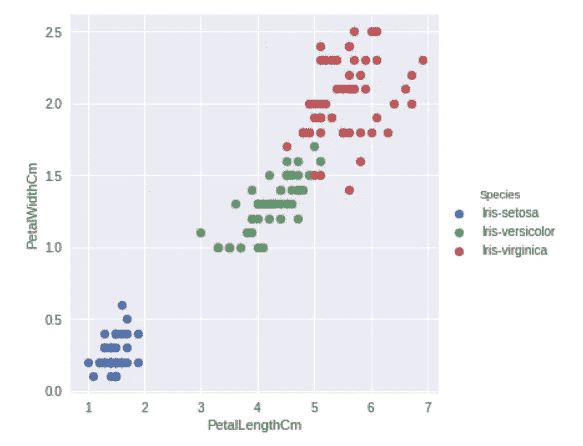 2.5
2.0
1.5
1.0
0.5
0.0
PetalWidthCm
1 2 3 4 5 6 7
PetalLengthCm
Species
Iris-setosa
Iris-versicolor
Iris-virginica